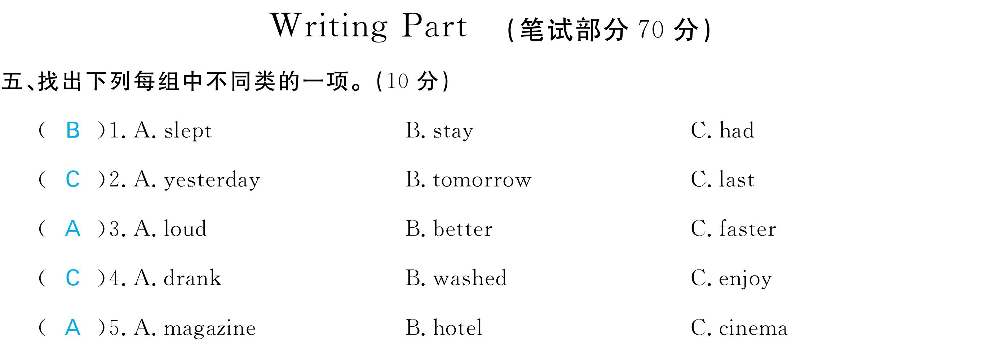 Writing Part (笔试部分 70 分)
五、找出下列每组中不同类的一项。(10 分)
( B )1. A. slept B. stay C. had
( C )2. A. yesterday B. tomorrow C. last
( A )3. A. loud B. better C. faster
( C )4. A. drank B. washed C. enjoy
( A )5. A. magazine B. hotel C. cinema